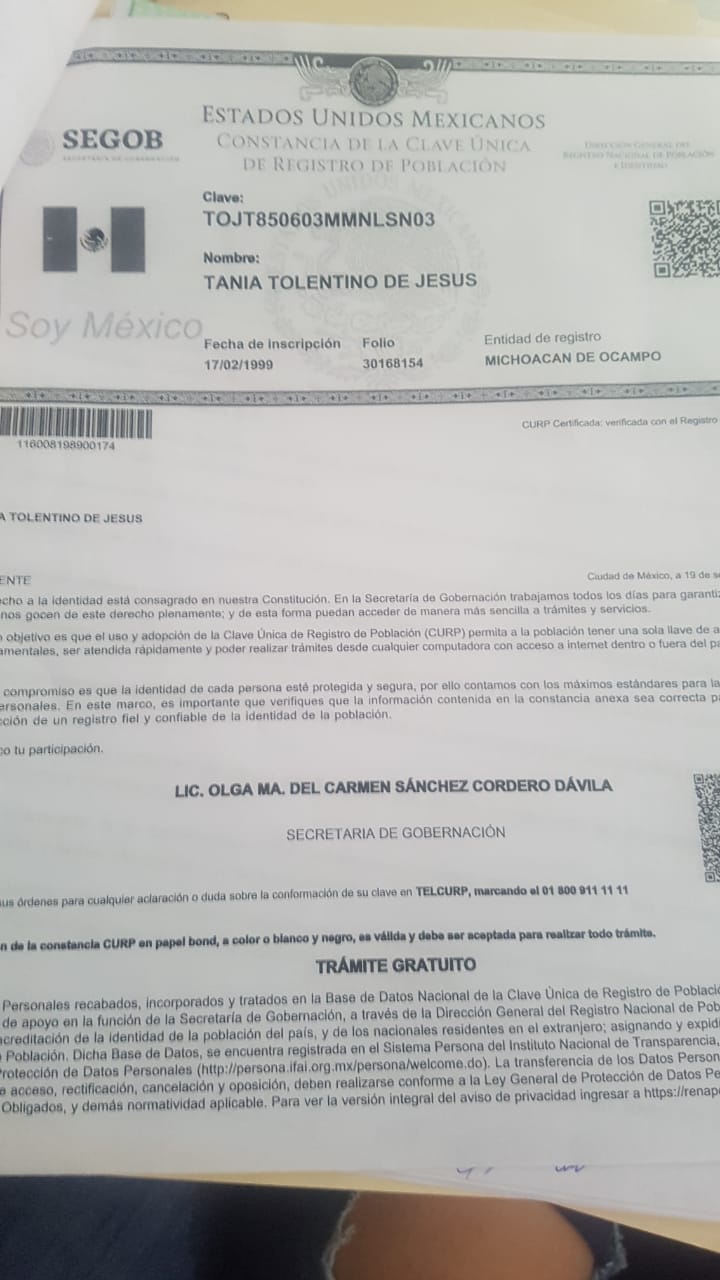 SEGOB
ESTADOS UNIDOS MEXICANOS
CONSTANCIA DE LA CLAVE ÚNICA
DE REGISTRO DE POBLACIÓN
DIRECCIÓN GENERAL DEL
REGISTRO NACIONAL DE POBLACIÓN
E IDENTIDAD
Clave:
TOJT850603MMNLSN03
Nombre:
TANIA TOLENTINO DE JESUS
Soy México
Fecha de inscripción Folio Entidad de registro
17/02/1999 30168154 MICHOACAN DE OCAMPO
116008198900174
CURP Certificada: verificada con el Registro
A TOLENTINO DE JESUS
ENTE
Ciudad de México, a 19 de
cho a la identidad está consagrado en nuestra Constitución. En la Secretaría de Gobernación trabajamos todos los días para garanti
nos gocen de este derecho plenamente; y de esta forma puedan acceder de manera más sencilla a trámites y servicios.
objetivo es que el uso y adopción de la Clave Única de Registro de Población (CURP) permita a la población tener una sola llave de a
amentales, ser atendida rápidamente y poder realizar trámites desde cualquier computadora con acceso a internet dentro o fuera del pa
compromiso es que la identidad de cada persona esté protegida y segura, por ello contamos con los máximos estándares para la
ersonales. En este marco, es importante que verifiques que la información contenida en la constancia anexa sea correcta pa
cción de un registro fiel y confiable de la identidad de la población.
co tu participación.
LIC. OLGA MA. DEL CARMEN SÁNCHEZ CORDERO DÁVILA
SECRETARIA DE GOBERNACIÓN
sus órdenes para cualquier aclaración o duda sobre la conformación de su clave en TELCURP, marcando el 01 800 911 11 11
n de la constancia CURP en papel bond, a color o blanco y negro, es válida y debe ser aceptada para realizar todo trámite.
TRÁMITE GRATUITO
Personales recabados, incorporados y tratados en la Base de Datos Nacional de la Clave Única de Registro de Població
de apoyo en la función de la Secretaría de Gobernación, a través de la Dirección General del Registro Nacional de Pob
acreditación de la identidad de la población del país, y de los nacionales residentes en el extranjero; asignando y expid
Población. Dicha Base de Datos, se encuentra registrada en el Sistema Persona del Instituto Nacional de Transparencia,
Protección de Datos Personales (http://persona.ifai.org.mx/persona/welcome.do). La transferencia de los Datos Person
e acceso, rectificación, cancelación y oposición, deben realizarse conforme a la Ley General de Protección de Datos Pe
Obligados, y demás normatividad aplicable. Para ver la versión integral del aviso de privacidad ingresar a https://renap